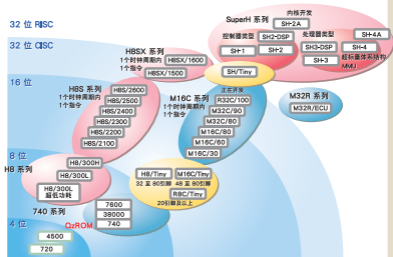 32 位 RISC
32 位 CISC
16 位
8 位
4 位
SuperH 系列
内核开发
SH-2A
控制器类型
SH2-DSP
SH-1
SH-2
处理器类型
SH-4A
SH3-DSP
SH-4
SH-3
超标量体系结构
MMU
H8SX 系列
1个时钟周期内
1个指令
H8SX/1600
H8SX/1500
SH/Tiny
H8S 系列
1个时钟周期内
1个指令
H8S/2600
H8S/2500
H8S/2400
H8S/2300
H8S/2200
H8S/2100
M16C 系列
1个时钟周期内
1个指令
正在开发
R32C/100
M32C/90
M32C/80
M16C/80
M16C/60
M16C/30
M32R 系列
M32R/ECU
H8 系列
H8/300H
H8/300L
H8/300L
超低功耗
H8/Tiny
32 至 80引脚
M16C/Tiny
48 至 80引脚
R8C/Tiny
20引脚及以上
740 系列
QzROM
7600
38000
740
4500
720